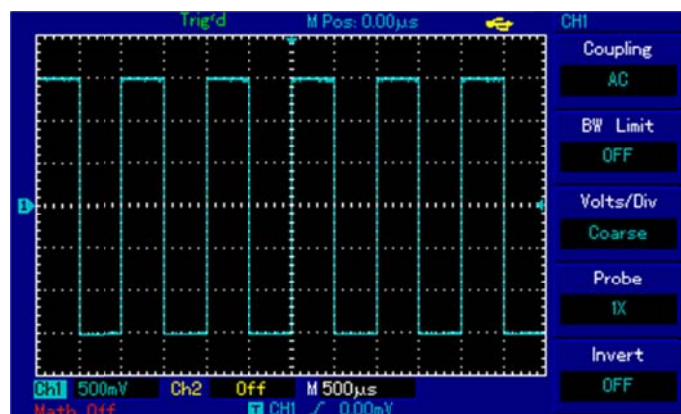 Trig'd M Pos: 0.00µs CH1
Coupling
AC
BW Limit
OFF
1
Volts/Div
Coarse
Probe
1X
Invert
OFF
Ch1 500mV Ch2 Off M 500µs
Math Off T CH1 0.00mV